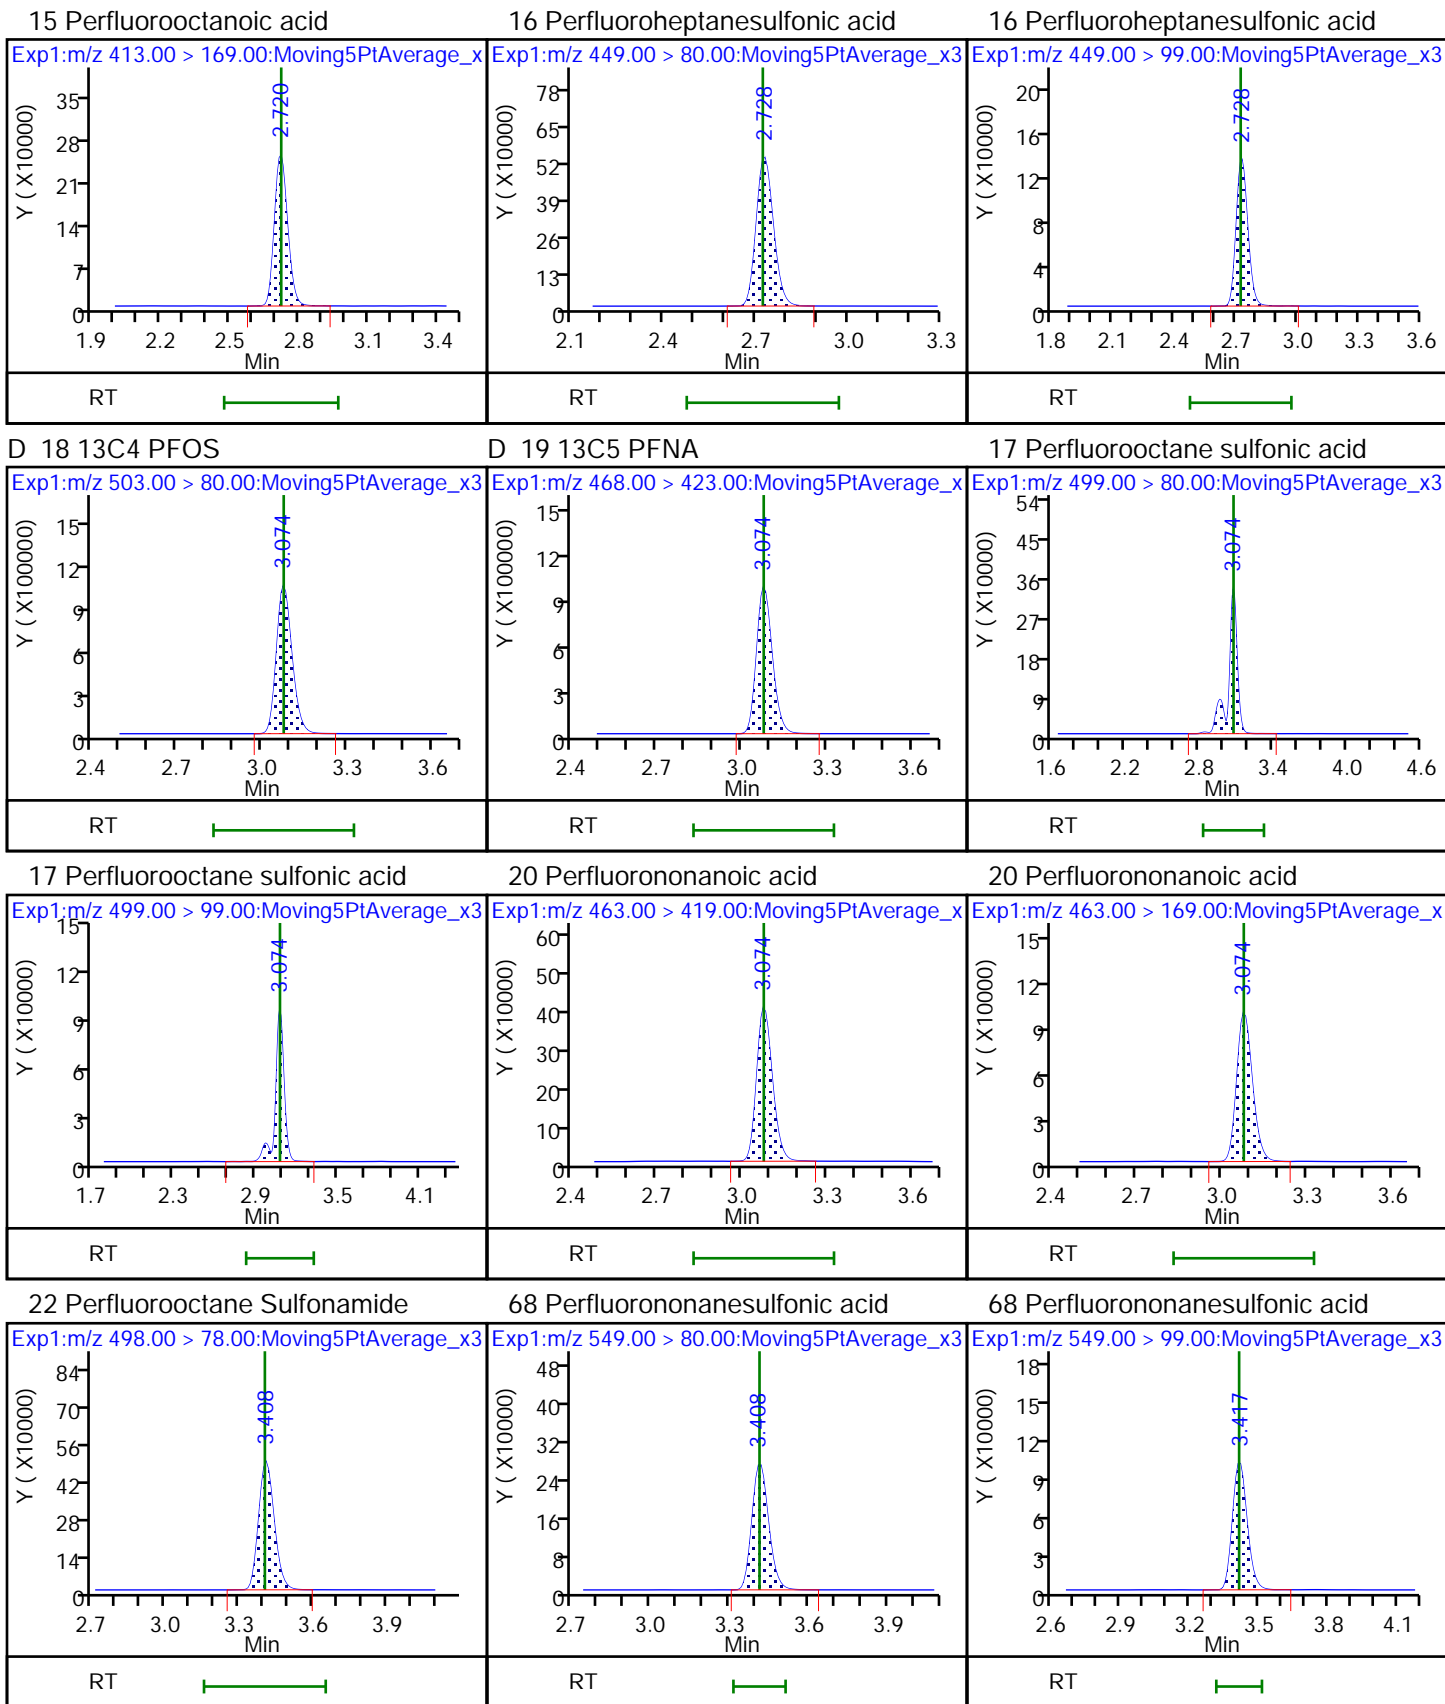 15 Perfluorooctanoic acid
Exp1:m/z 413.00 > 169.00:Moving5PtAverage_x
Y ( X10000)
35
28
21
14
7
0
2.720
1.9 2.2 2.5 2.8 3.1 3.4
Min
RT
16 Perfluoroheptanesulfonic acid
Exp1:m/z 449.00 > 80.00:Moving5PtAverage_x3
Y ( X10000)
78
65
52
39
26
13
0
2.728
2.1 2.4 2.7 3.0 3.3
Min
RT
16 Perfluoroheptanesulfonic acid
Exp1:m/z 449.00 > 99.00:Moving5PtAverage_x3
Y ( X10000)
20
16
12
8
4
0
2.728
1.8 2.1 2.4 2.7 3.0 3.3 3.6
Min
RT
D 18 13C4 PFOS
Exp1:m/z 503.00 > 80.00:Moving5PtAverage_x3
Y ( X100000)
15
12
9
6
3
0
3.074
2.4 2.7 3.0 3.3 3.6
Min
RT
D 19 13C5 PFNA
Exp1:m/z 468.00 > 423.00:Moving5PtAverage_x
Y ( X100000)
15
12
9
6
3
0
3.074
2.4 2.7 3.0 3.3 3.6
Min
RT
17 Perfluorooctane sulfonic acid
Exp1:m/z 499.00 > 80.00:Moving5PtAverage_x3
Y ( X10000)
54
45
36
27
18
9
0
3.074
1.6 2.2 2.8 3.4 4.0 4.6
Min
RT
17 Perfluorooctane sulfonic acid
Exp1:m/z 499.00 > 99.00:Moving5PtAverage_x3
Y ( X10000)
15
12
9
6
3
0
3.074
1.7 2.3 2.9 3.5 4.1
Min
RT
20 Perfluorononanoic acid
Exp1:m/z 463.00 > 419.00:Moving5PtAverage_x
Y ( X10000)
60
50
40
30
20
10
0
3.074
2.4 2.7 3.0 3.3 3.6
Min
RT
20 Perfluorononanoic acid
Exp1:m/z 463.00 > 169.00:Moving5PtAverage_x
Y ( X10000)
15
12
9
6
3
0
3.074
2.4 2.7 3.0 3.3 3.6
Min
RT
22 Perfluorooctane Sulfonamide
Exp1:m/z 498.00 > 78.00:Moving5PtAverage_x3
Y ( X10000)
84
70
56
42
28
14
0
3.408
2.7 3.0 3.3 3.6 3.9
Min
RT
68 Perfluorononanesulfonic acid
Exp1:m/z 549.00 > 80.00:Moving5PtAverage_x3
Y ( X10000)
48
40
32
24
16
8
0
3.408
2.7 3.0 3.3 3.6 3.9
Min
RT
68 Perfluorononanesulfonic acid
Exp1:m/z 549.00 > 99.00:Moving5PtAverage_x3
Y ( X10000)
18
15
12
9
6
3
0
3.417
2.6 2.9 3.2 3.5 3.8 4.1
Min
RT